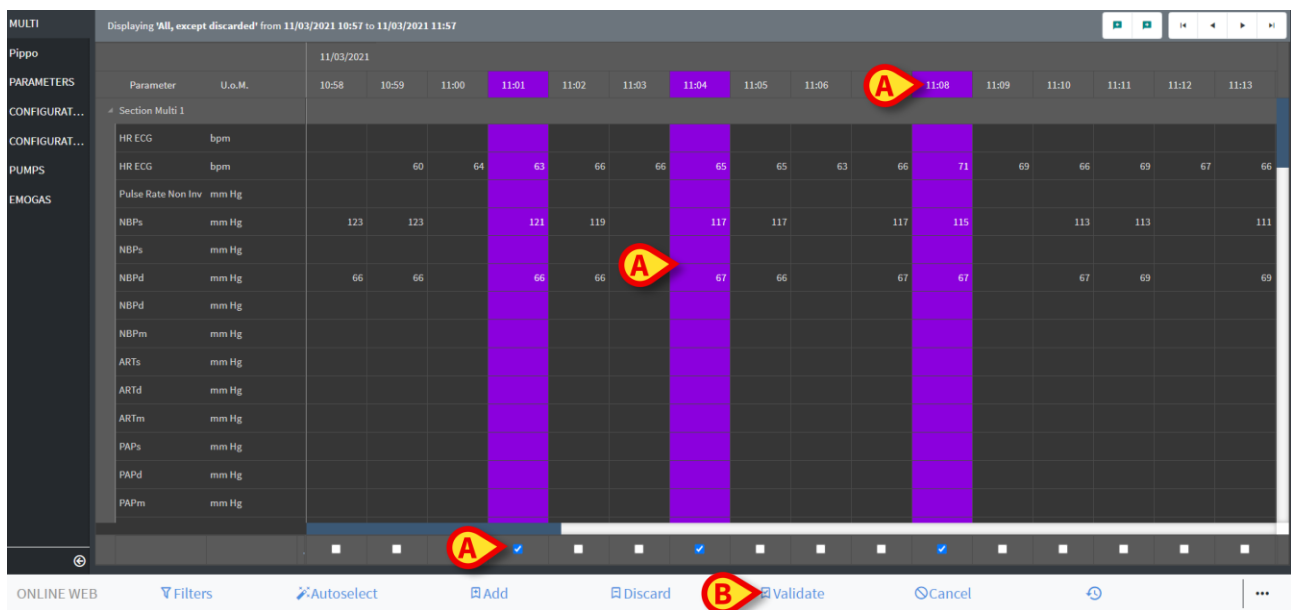 MULTI
Displaying 'All, except discarded' from 11/03/2021 10:57 to 11/03/2021 11:57
Pippo
11/03/2021
PARAMETERS
Parameter U.o.M. 10:58 10:59 11:00 11:01 11:02 11:03 11:04 11:05 11:06 A 11:08 11:09 11:10 11:11 11:12 11:13
CONFIGURAT...
Section Multi 1
CONFIGURAT...
HR ECG bpm
PUMPS
HR ECG bpm 60 64 63 66 66 65 65 63 66 71 69 66 69 67 66
EMOGAS
Pulse Rate Non Inv mm Hg
NBPs mm Hg 123 123 121 119 117 117 117 115 113 113 111
NBPs mm Hg
A
NBPd mm Hg 66 66 66 66 67 66 67 67 67 69 69
NBPd mm Hg
NBPm mm Hg
ARTs mm Hg
ARTd mm Hg
ARTm mm Hg
PAPs mm Hg
PAPd mm Hg
PAPm mm Hg
A
ONLINE WEB Filters Autoselect Add Discard B Validate Cancel ...